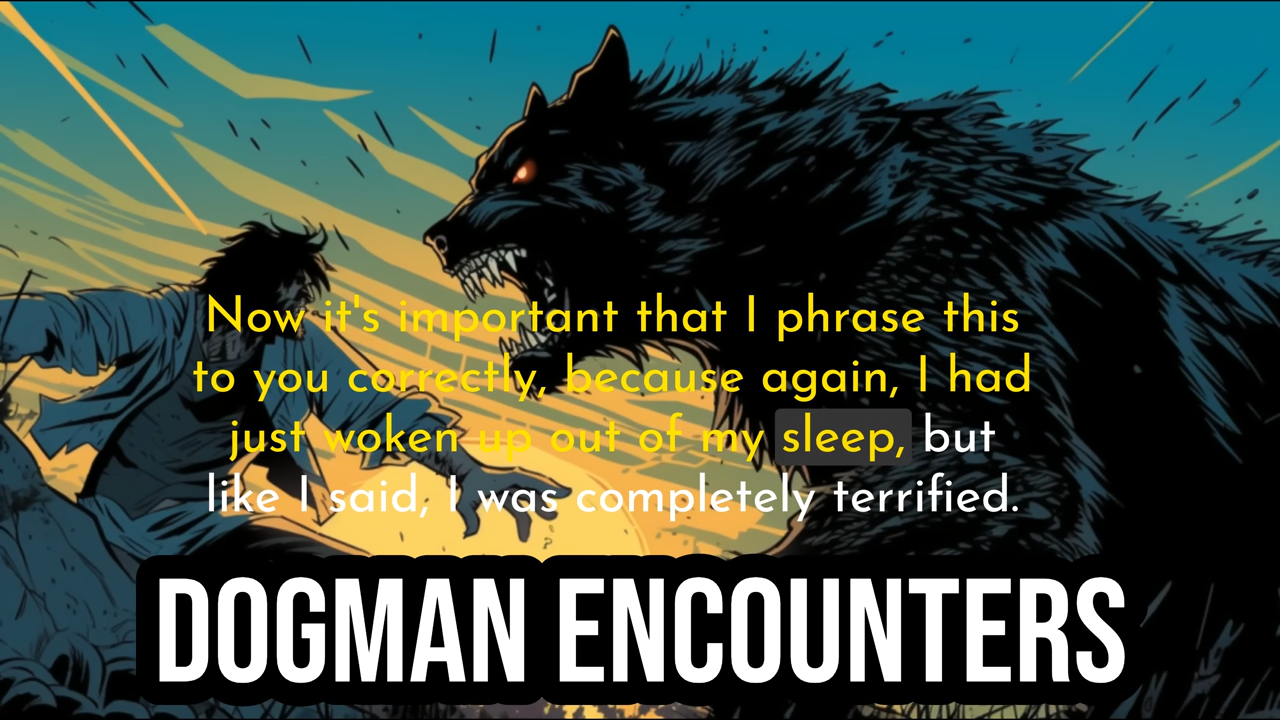 Now it's important that I phrase this
to you correctly, because again, I had
just woken up out of my sleep, but
like I said, I was completely terrified.
DOGMAN ENCOUNTERS